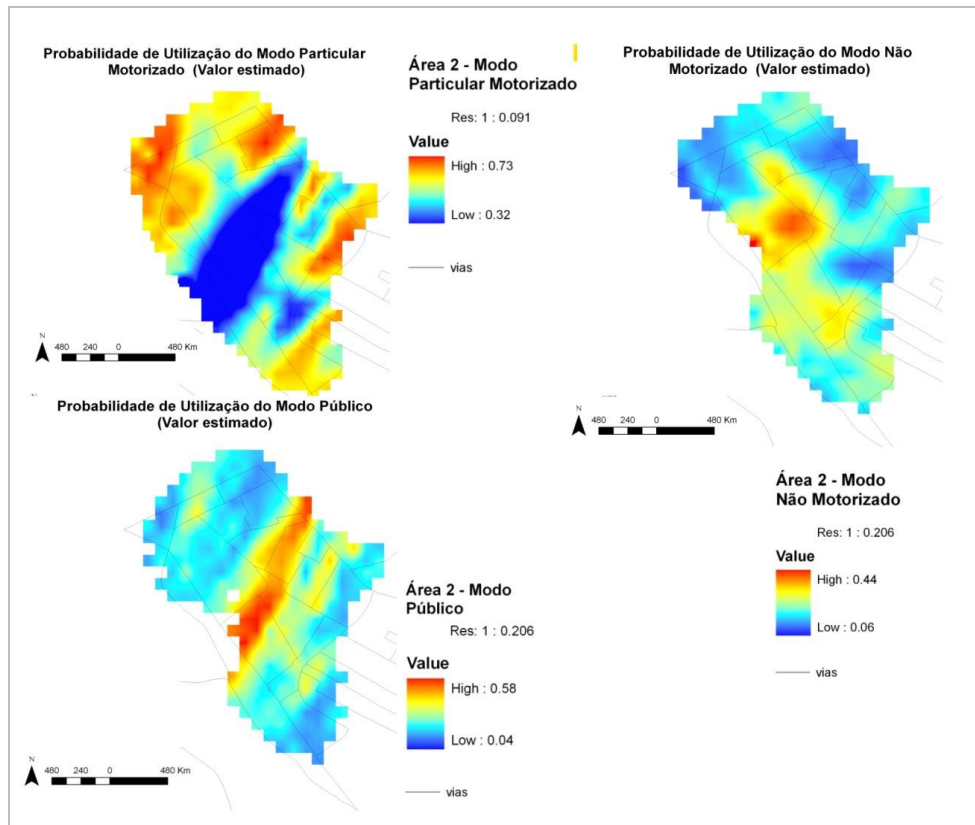 Probabilidade de Utilização do Modo Particular
Motorizado (Valor estimado)
Área 2 - Modo
Particular Motorizado
Res: 1 : 0.091
Value
High : 0.73
Low : 0.32
vias
N
480 240 0 480 Km
Probabilidade de Utilização do Modo Não
Motorizado (Valor estimado)
N
480 240 0 480 Km
Área 2 - Modo
Não Motorizado
Res: 1 : 0.206
Value
High : 0.44
Low : 0.06
vias
Probabilidade de Utilização do Modo Público
(Valor estimado)
Área 2 - Modo
Público
Res: 1 : 0.206
Value
High : 0.58
Low : 0.04
vias
N
480 240 0 480 Km